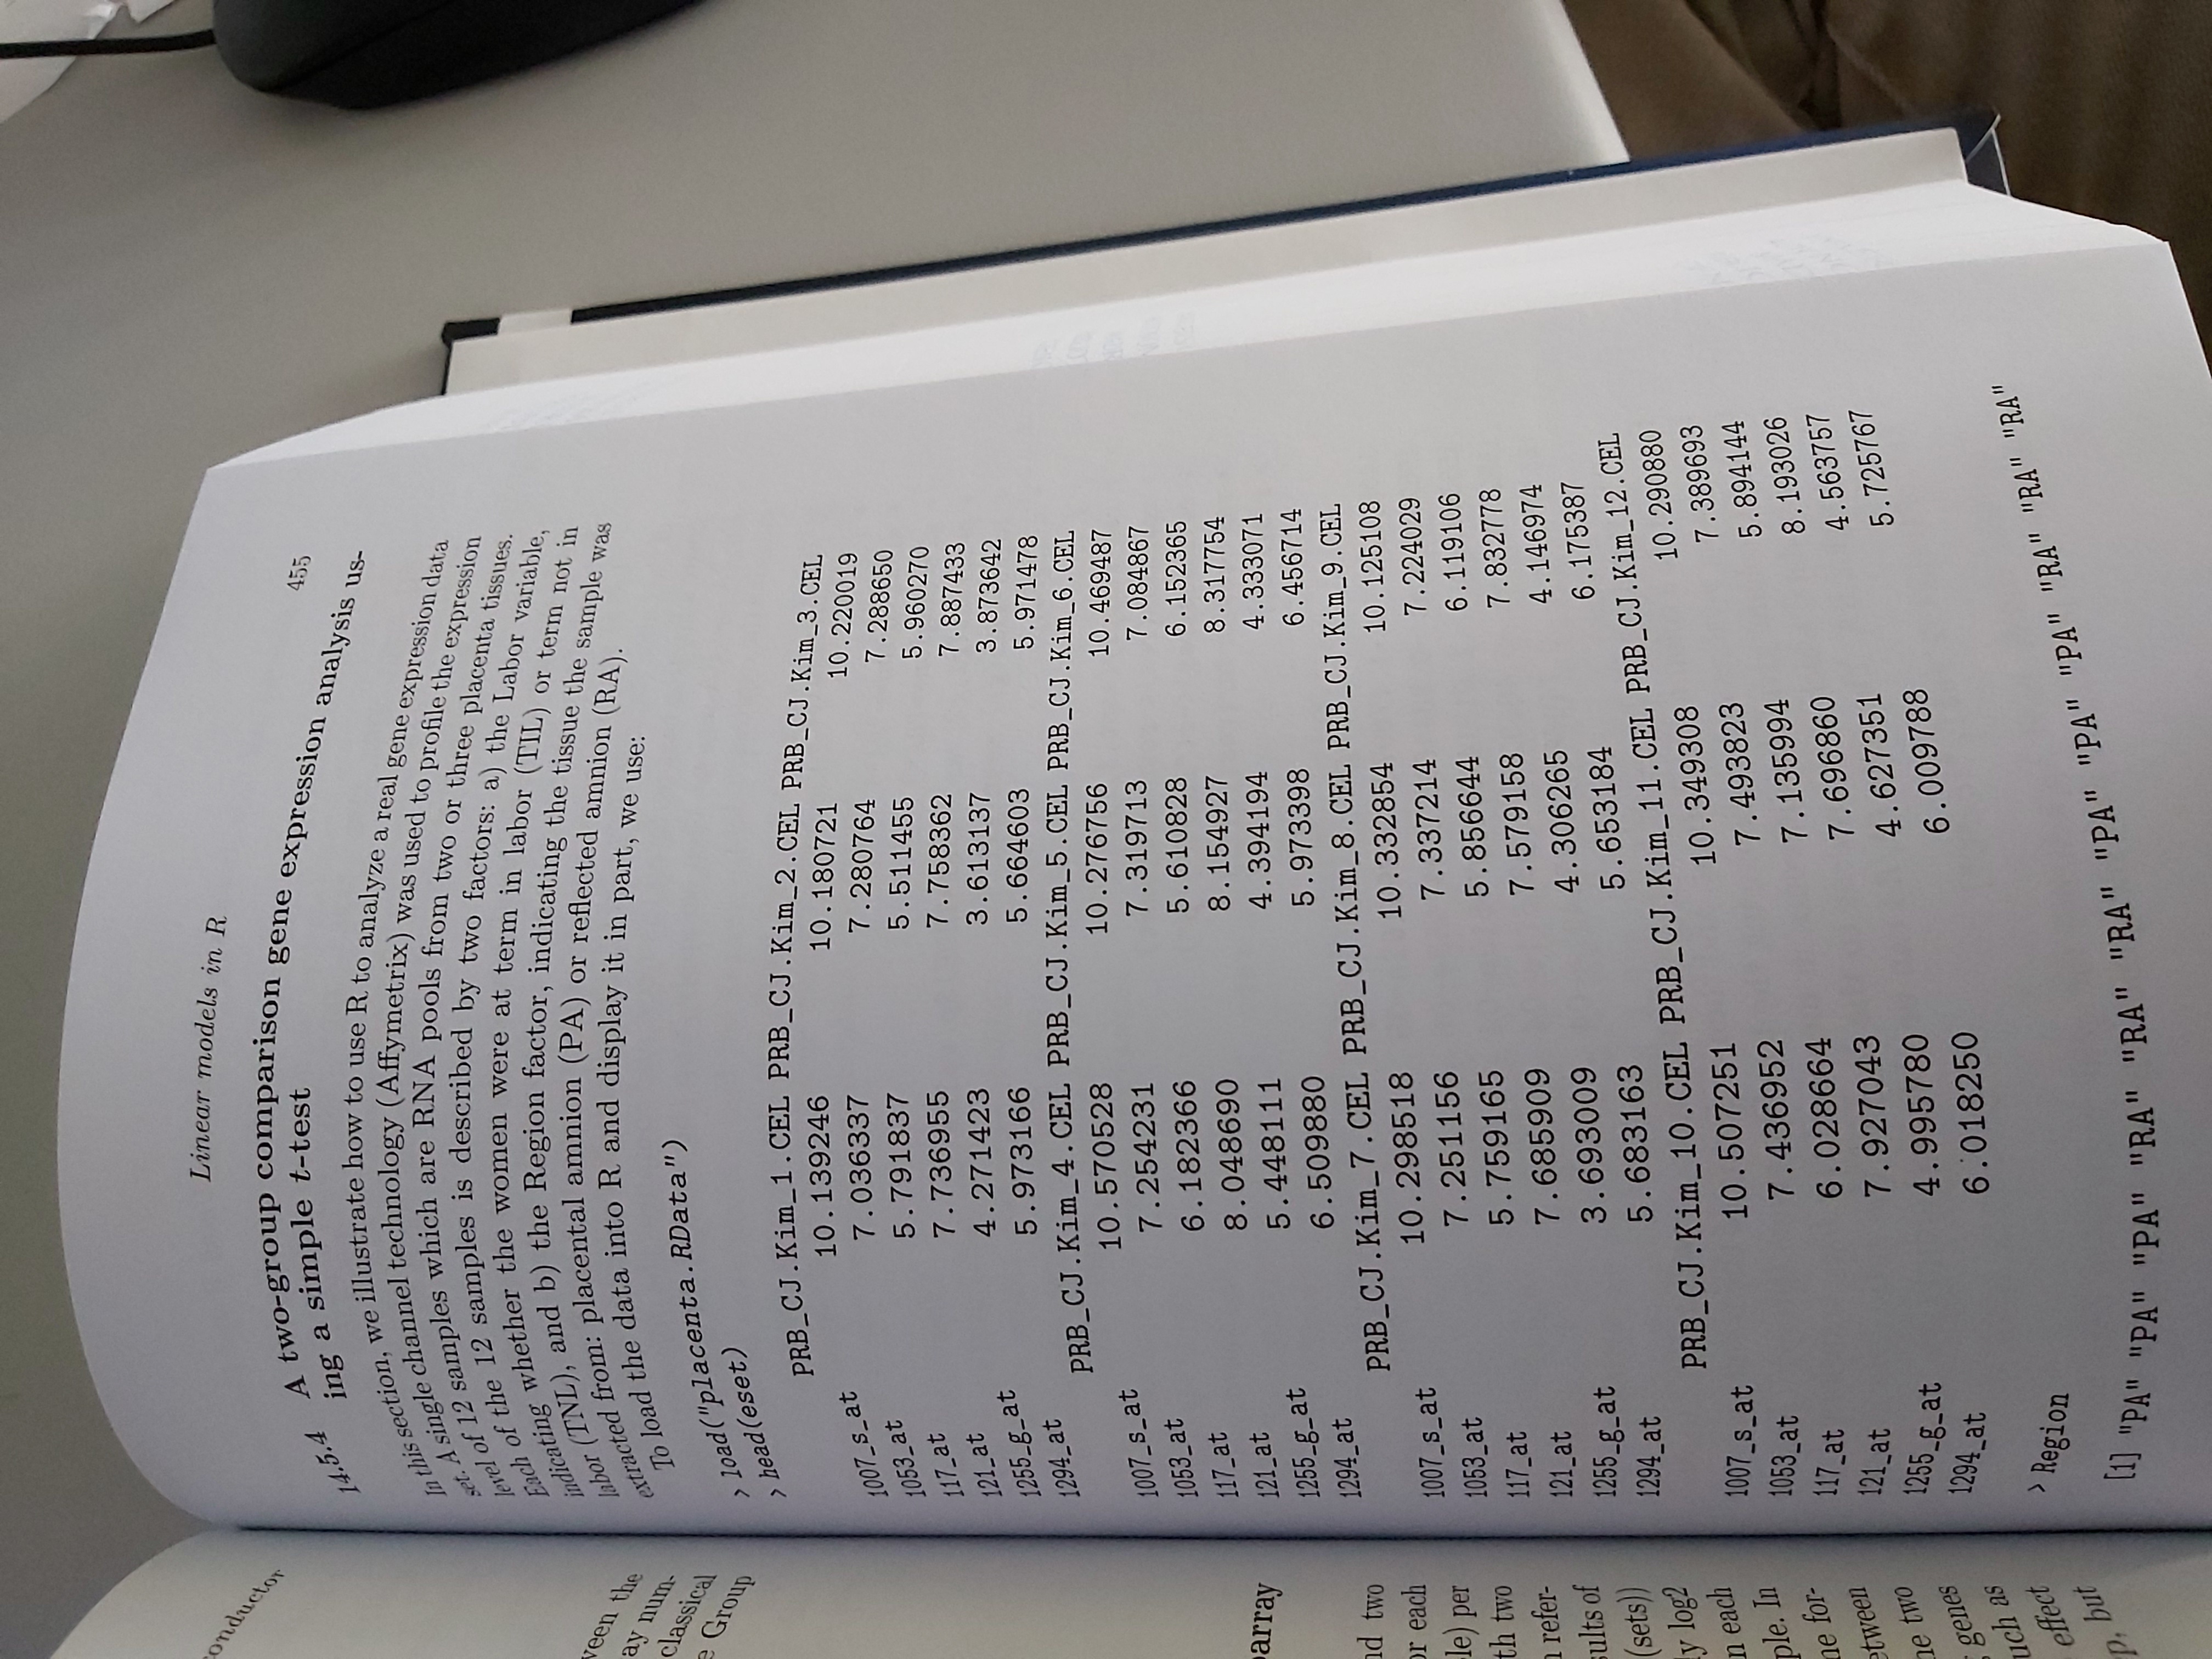 onductor
ween the
ay num-
classical
e Group
array
nd two
or each
le) per
th two
n refer-
sults of
(sets))
ly log2
n each
ple. In
ne for-
etween
he two
genes
uch as
effect
p, but
Linear models in R
455
14.5.4 A two-group comparison gene expression analysis us-
ing a simple t-test
In this section, we illustrate how to use R to analyze a real gene expression data
set. A single channel technology (Affymetrix) was used to profile the expression
level of 12 samples which are RNA pools from two or three placenta tissues.
Each of the 12 samples is described by two factors: a) the Labor variable,
indicating whether the women were at term in labor (TIL) or term not in
labor (TNL), and b) the Region factor, indicating the tissue the sample was
extracted from: placental amnion (PA) or reflected amnion (RA).
To load the data into R and display it in part, we use:
> load("placenta.RData")
> head(eset)
PRB_CJ.Kim_1.CEL PRB_CJ.Kim_2.CEL PRB_CJ.Kim_3.CEL
1007_s_at 10.139246 10.180721 10.220019
1053_at 7.036337 7.280764 7.288650
117_at 5.791837 5.511455 5.960270
121_at 7.736955 7.758362 7.887433
1255_g_at 4.271423 3.613137 3.873642
1294_at 5.973166 5.664603 5.971478
PRB_CJ.Kim_4.CEL PRB_CJ.Kim_5.CEL PRB_CJ.Kim_6.CEL
1007_s_at 10.570528 10.276756 10.469487
1053_at 7.254231 7.319713 7.084867
117_at 6.182366 5.610828 6.152365
121_at 8.048690 8.154927 8.317754
1255_g_at 5.448111 4.394194 4.333071
1294_at 6.509880 5.973398 6.456714
PRB_CJ.Kim_7.CEL PRB_CJ.Kim_8.CEL PRB_CJ.Kim_9.CEL
1007_s_at 10.298518 10.332854 10.125108
1053_at 7.251156 7.337214 7.224029
117_at 5.759165 5.856644 6.119106
121_at 7.685909 7.579158 7.832778
1255_g_at 3.693009 4.306265 4.146974
1294_at 5.683163 5.653184 6.175387
PRB_CJ.Kim_10.CEL PRB_CJ.Kim_11.CEL PRB_CJ.Kim_12.CEL
1007_s_at 10.507251 10.349308 10.290880
1053_at 7.436952 7.493823 7.389693
117_at 6.028664 7.135994 5.894144
121_at 7.927043 7.696860 8.193026
1255_g_at 4.995780 4.627351 4.563757
1294_at 6.018250 6.009788 5.725767
> Region
[1] "PA" "PA" "PA" "RA" "RA" "RA" "PA" "PA" "PA" "RA" "RA" "RA"